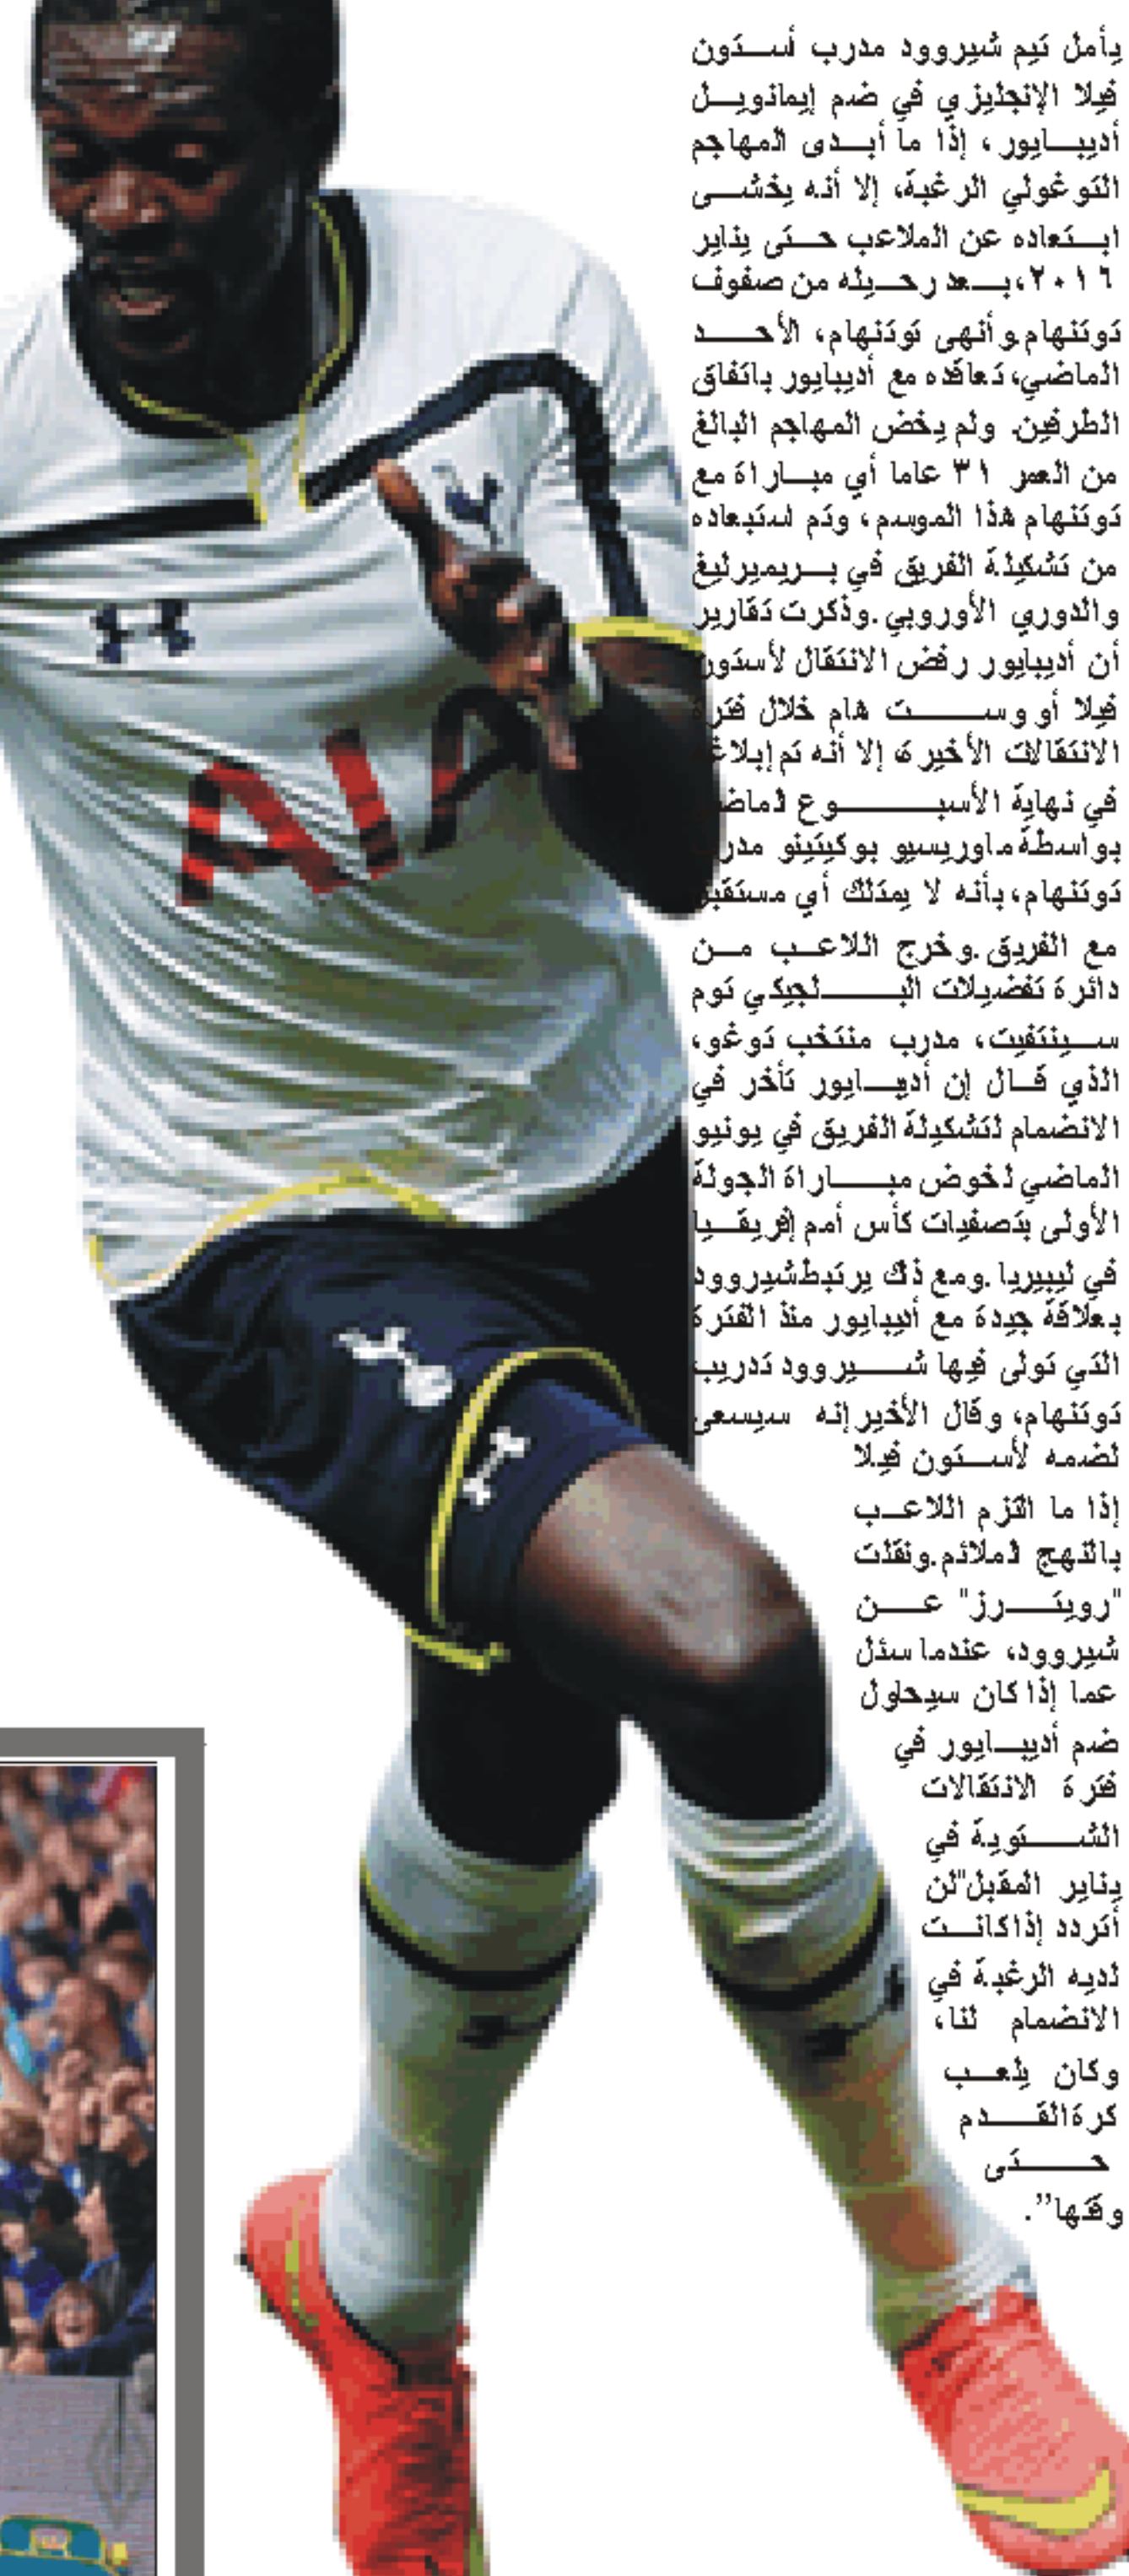 يأمل تيم شيروود مدرب أستون
فيلا الإنجليزي في ضم إيمانويل
أديبايور، إذا ما أبدى المهاجم
التوغولي الرغبة، إلا أنه يخشى
ابتعاده عن الملاعب حتى يناير
٢٠١٦، بعد رحيله من صفوف
توتنهام.وأنهى توتنهام، الأحد
الماضي، تعاقده مع أديبايور باتفاق
الطرفين. ولم يخض المهاجم البالغ
من العمر ٣١ عاما أي مباراة مع
توتنهام هذا الموسم، وتم استبعاده
من تشكيلة الفريق في بريميرليغ
والدوري الأوروبي.وذكرت تقارير
أن أديبايور رفض الانتقال لأستون
فيلا أو وست هام خلال فترة
الانتقالات الأخيرة إلا أنه تم إبلاغه
في نهاية الأسبوع الماضي
بواسطة ماوريسيو بوكيتينو مدرب
توتنهام، بأنه لا يمتلك أي مستقبل
مع الفريق.وخرج اللاعب من
دائرة تفضيلات البلجيكي توم
سينتفيت، مدرب منتخب توغو،
الذي قال إن أديبايور تأخر في
الانضمام لتشكيلة الفريق في يونيو
الماضي لخوض مباراة الجولة
الأولى بتصفيات كأس أمم إفريقيا
في ليبيريا.ومع ذلك يرتبط شيروود
بعلاقة جيدة مع أديبايور منذ الفترة
التي تولى فيها شيروود تدريب
توتنهام، وقال الأخير إنه سيسعى
لضمه لأستون فيلا
إذا ما التزم اللاعب
بالنهج الملائم.ونقلت
"رويترز" عن
شيروود، عندما سئل
عما إذا كان سيحاول
ضم أديبايور في
فترة الانتقالات
الشتوية في
يناير المقبل"لن
أتردد إذا كانت
لديه الرغبة في
الانضمام لنا،
وكان يلعب
كرة القدم
حتى
وقتها".